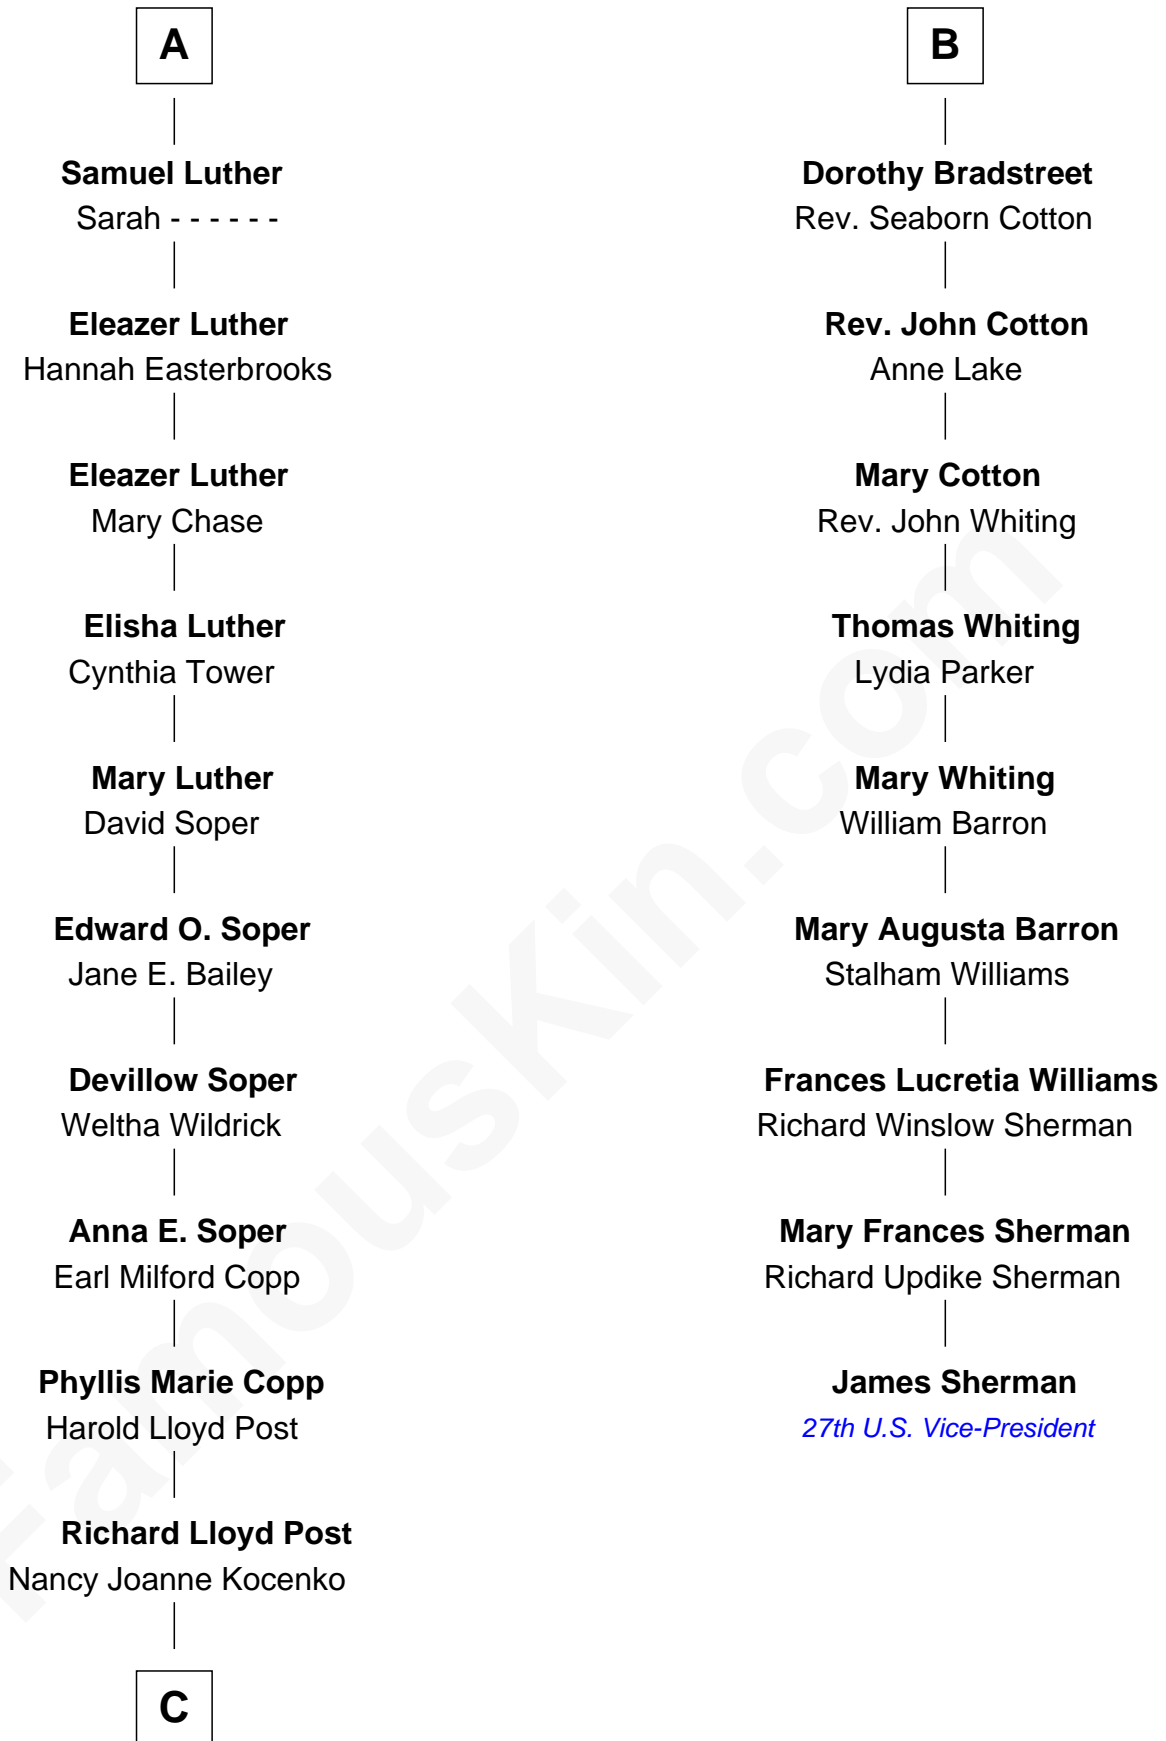 A
Samuel Luther
Sarah - - - - - -
Eleazer Luther
Hannah Easterbrooks
Eleazer Luther
Mary Chase
Elisha Luther
Cynthia Tower
Mary Luther
David Soper
Edward O. Soper
Jane E. Bailey
Devillow Soper
Weltha Wildrick
Anna E. Soper
Earl Milford Copp
Phyllis Marie Copp
Harold Lloyd Post
Richard Lloyd Post
Nancy Joanne Kocenko
C
B
Dorothy Bradstreet
Rev. Seaborn Cotton
Rev. John Cotton
Anne Lake
Mary Cotton
Rev. John Whiting
Thomas Whiting
Lydia Parker
Mary Whiting
William Barron
Mary Augusta Barron
Stalham Williams
Frances Lucretia Williams
Richard Winslow Sherman
Mary Frances Sherman
Richard Updike Sherman
James Sherman
27th U.S. Vice-President
FamousKin.com